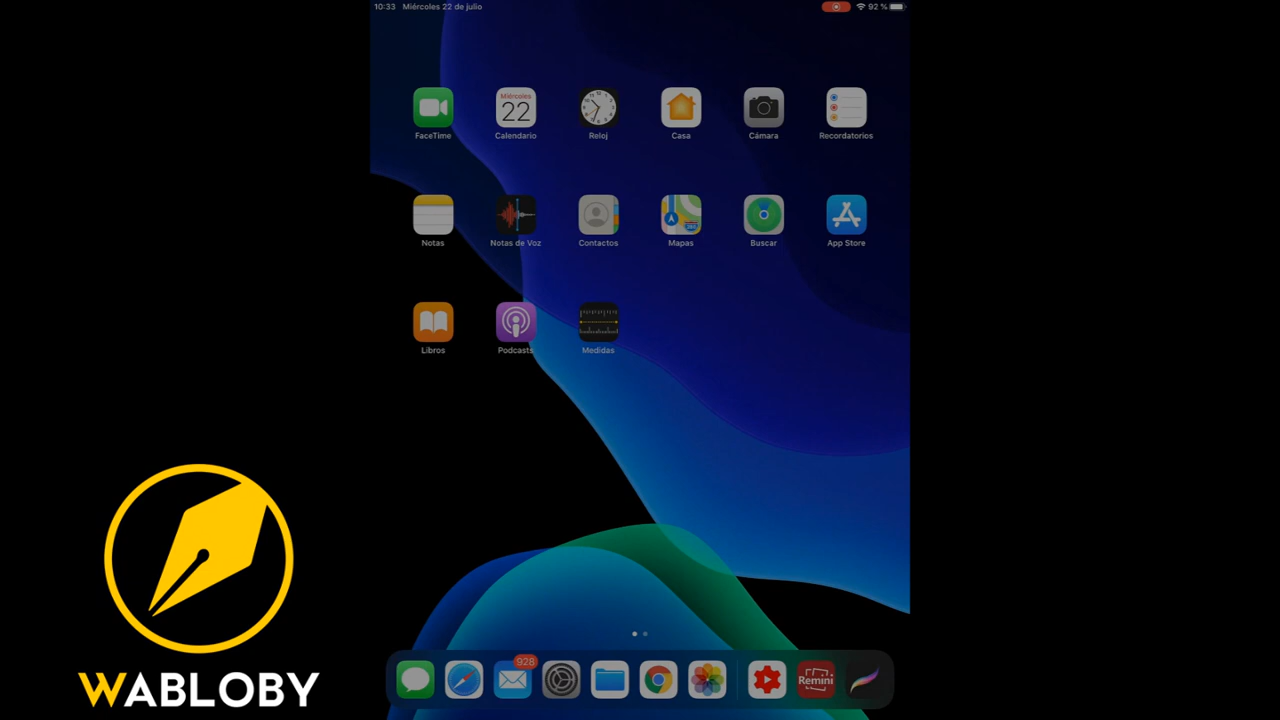 10:33 Miércoles 22 de julio
92 %
Miércoles
22
FaceTime Calendario Reloj Casa Cámara Recordatorios
Notas Notas de Voz Contactos Mapas Buscar App Store
Libros Podcasts Medidas
928
Remini
WABLOBY